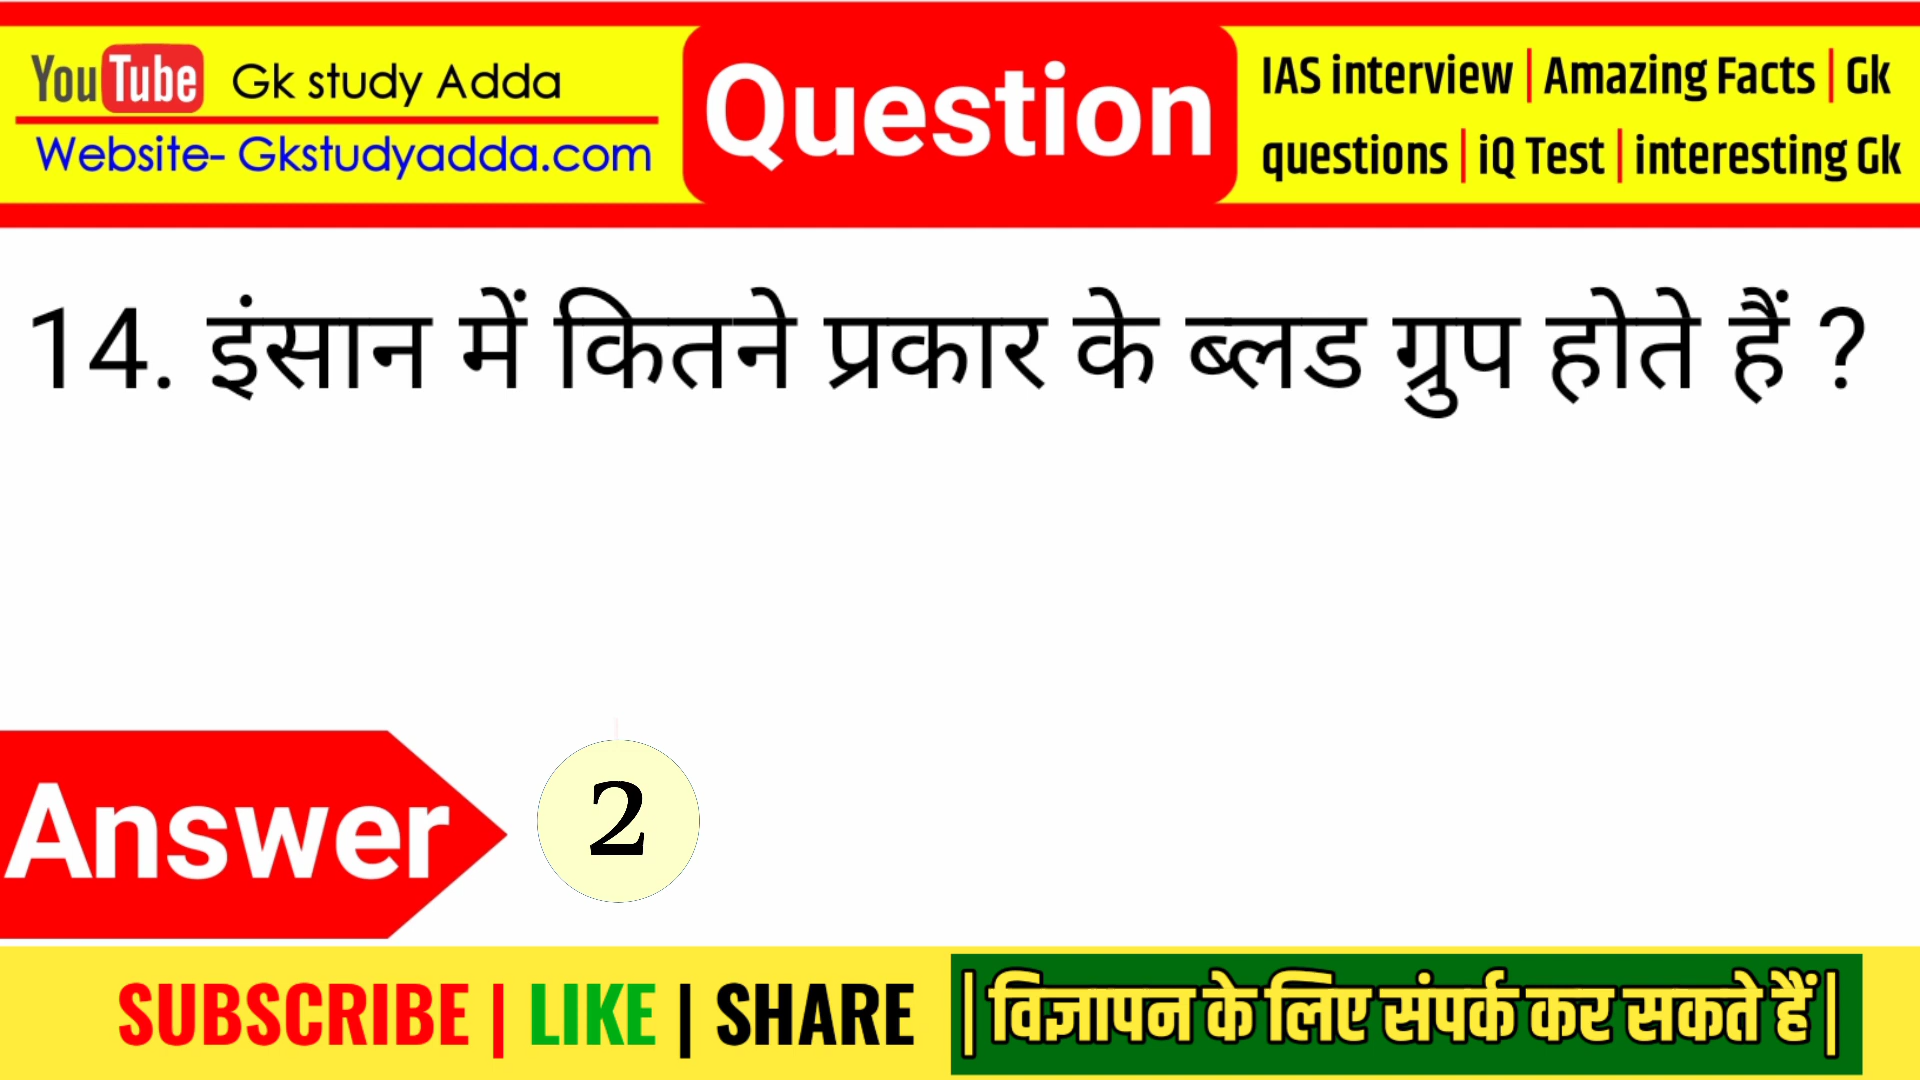 YouTube Gk study Adda
Website- Gkstudyadda.com
Question
IAS interview | Amazing Facts | Gk
questions | iQ Test | interesting Gk
14. इंसान में कितने प्रकार के ब्लड ग्रुप होते हैं ?
Answer
2
SUBSCRIBE | LIKE | SHARE
| विज्ञापन के लिए संपर्क कर सकते हैं |